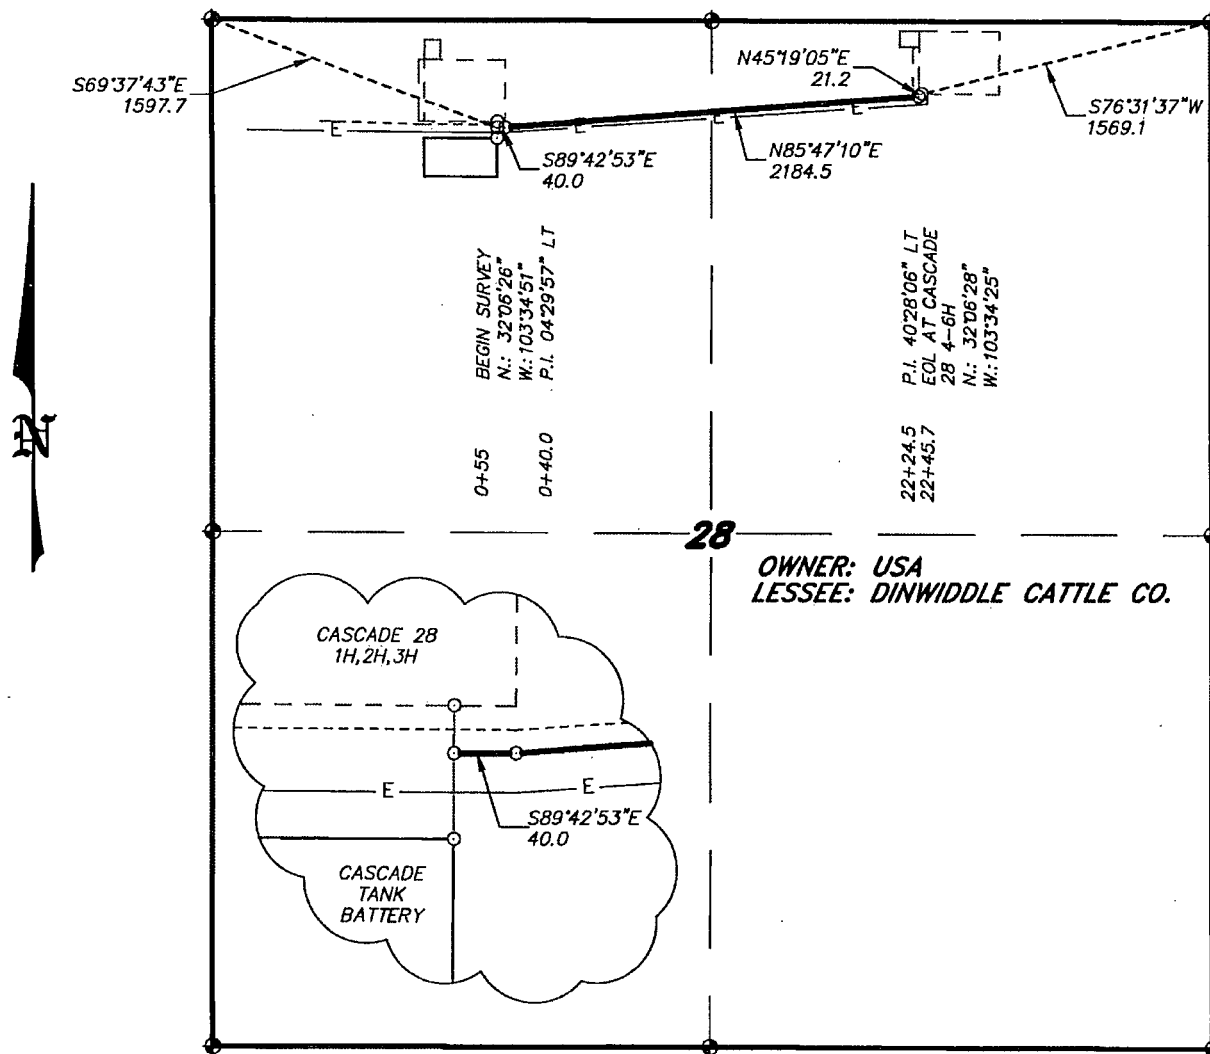 S69°37'43"E
1597.7
N45°19'05"E
21.2
S76°31'37"W
1569.1
E
E
E
E
S89°42'53"E
40.0
N85°47'10"E
2184.5
0+55 BEGIN SURVEY
N.: 32°06'26"
W.: 103°34'51"
0+40.0 P.I. 04°29'57" LT
22+24.5 P.I. 40°28'06" LT
22+45.7 EOL AT CASCADE
28 4-6H
N.: 32°06'28"
W.: 103°34'25"
N
28
OWNER: USA
LESSEE: DINWIDDLE CATTLE CO.
CASCADE 28
1H,2H,3H
E
E
S89°42'53"E
40.0
CASCADE
TANK
BATTERY